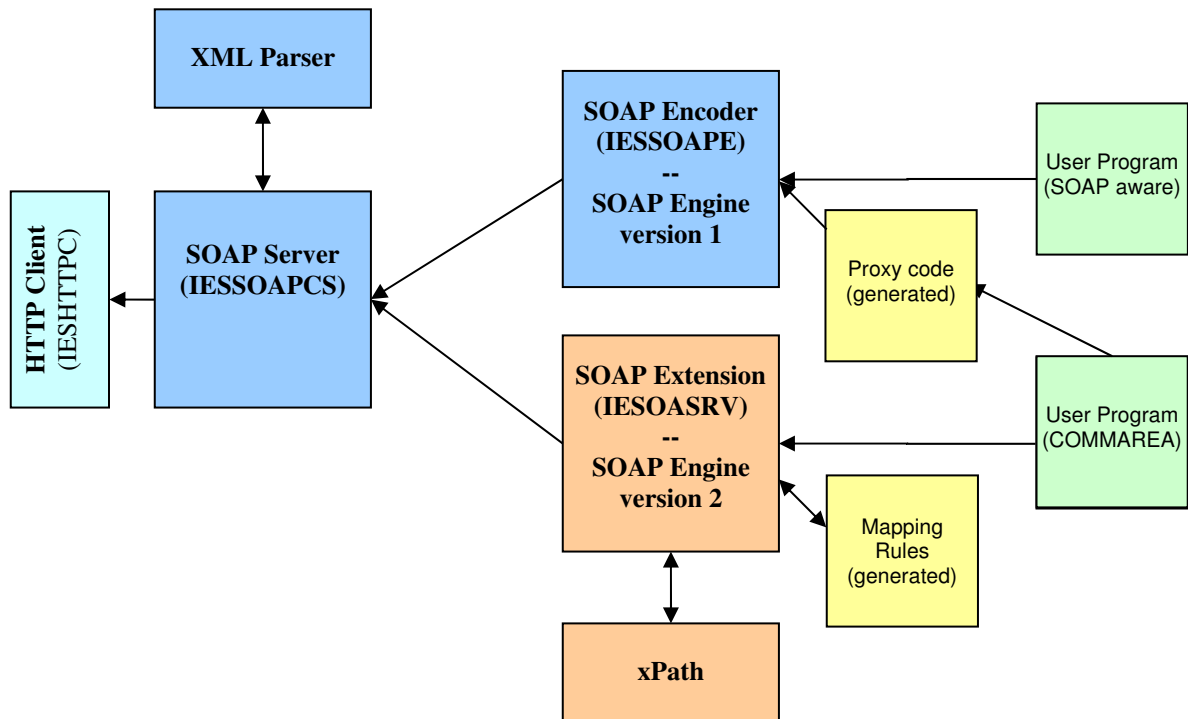 XML Parser
HTTP Client
(IESHTTPC)
SOAP Server
(IESSOAPCS)
SOAP Encoder
(IESSOAPE)
--
SOAP Engine
version 1
User Program
(SOAP aware)
Proxy code
(generated)
SOAP Extension
(IESOASRV)
--
SOAP Engine
version 2
User Program
(COMMAREA)
Mapping
Rules
(generated)
xPath